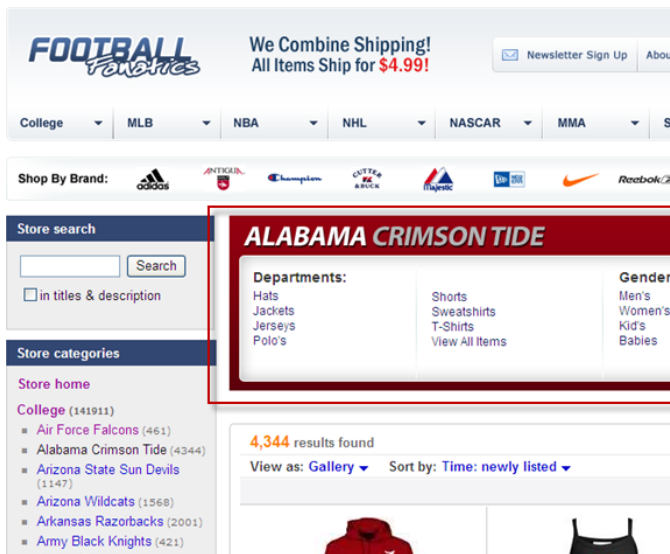 FOOTBALL
Fanatics
We Combine Shipping!
All Items Ship for $4.99!
Newsletter Sign Up
Abou
College
MLB
NBA
NHL
NASCAR
MMA
S
Shop By Brand:
adidas
ANTIGUA
Champion
CUTTER
& BUCK
Majestic
Reebok
Store search
Search
in titles & description
Store categories
Store home
College (141911)
Air Force Falcons (461)
Alabama Crimson Tide (4344)
Arizona State Sun Devils
(1147)
Arizona Wildcats (1568)
Arkansas Razorbacks (2001)
Army Black Knights (421)
ALABAMA CRIMSON TIDE
Departments:
Hats
Jackets
Jerseys
Polo's
Shorts
Sweatshirts
T-Shirts
View All Items
Gender
Men's
Women's
Kid's
Babies
4,344 results found
View as: Gallery
Sort by: Time: newly listed